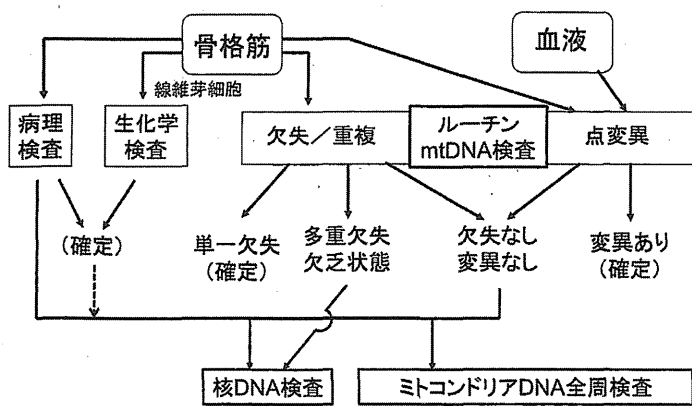 骨格筋
血液
線維芽細胞
病理
検査
生化学
検査
欠失／重複
ルーチン
mtDNA検査
点変異
(確定)
単一欠失
(確定)
多重欠失
欠乏状態
欠失なし
変異なし
変異あり
(確定)
核DNA検査
ミトコンドリアDNA全周検査